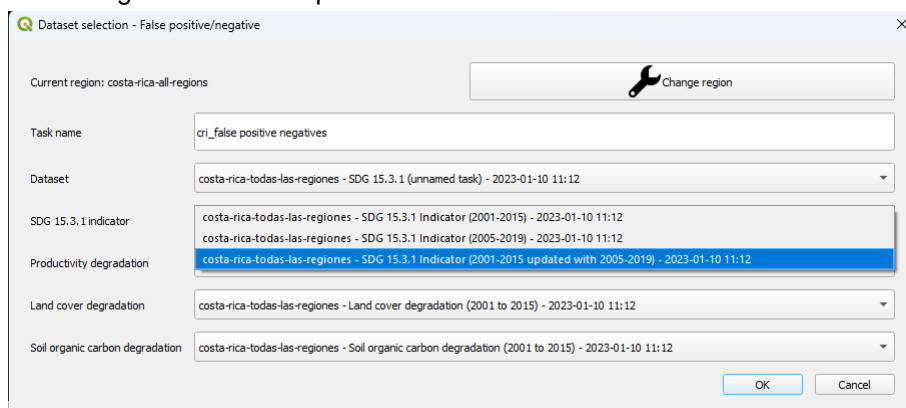 Dataset selection - False positive/negative
Current region: costa-rica-all-regions
Change region
Task name
cri_false positive negatives
Dataset
costa-rica-todas-las-regiones - SDG 15.3.1 (unnamed task) - 2023-01-10 11:12
SDG 15.3.1 indicator
costa-rica-todas-las-regiones - SDG 15.3.1 Indicator (2001-2015) - 2023-01-10 11:12
costa-rica-todas-las-regiones - SDG 15.3.1 Indicator (2005-2019) - 2023-01-10 11:12
Productivity degradation
costa-rica-todas-las-regiones - SDG 15.3.1 Indicator (2001-2015 updated with 2005-2019) - 2023-01-10 11:12
Land cover degradation
costa-rica-todas-las-regiones - Land cover degradation (2001 to 2015) - 2023-01-10 11:12
Soil organic carbon degradation
costa-rica-todas-las-regiones - Soil organic carbon degradation (2001 to 2015) - 2023-01-10 11:12
OK
Cancel